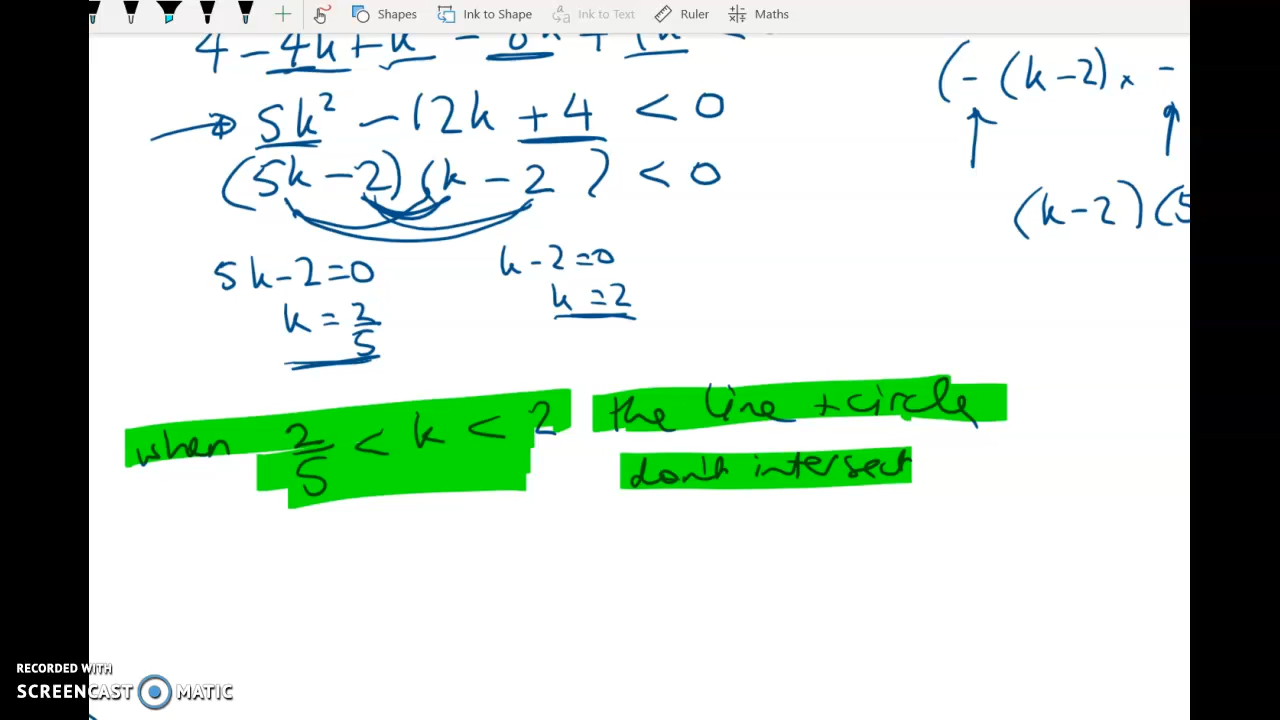 Shapes Ink to Shape Ink to Text Ruler Maths
5k² - 12k + 4 < 0
(5k - 2)(k - 2) < 0
5k - 2 = 0
k = 2/5
k - 2 = 0
k = 2
(-(k-2) × -
(k-2)(5
when 2/5 < k < 2 the line + circle
don't intersect
RECORDED WITH
SCREENCAST MATIC